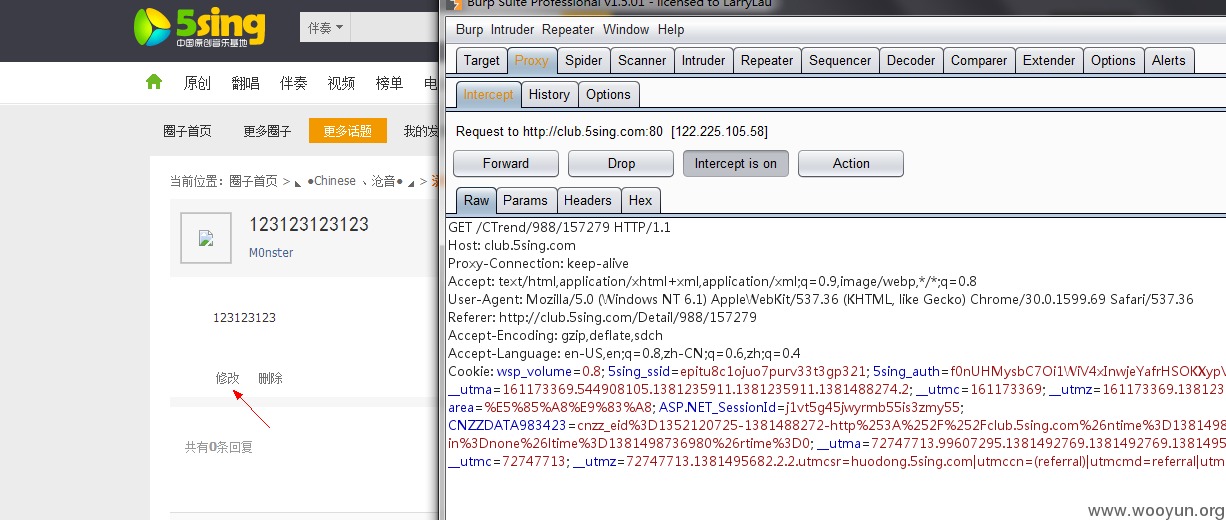 5sing
中国原创音乐基地
伴奏
原创 翻唱 伴奏 视频 榜单 电
圈子首页 更多圈子 更多话题 我的发
当前位置: 圈子首页 > ●Chinese 、沧音● >
123123123123
M0nster
123123123
修改 删除
共有0条回复
Burp Suite Professional v1.5.01 - licensed to LarryLau
Burp Intruder Repeater Window Help
Target Proxy Spider Scanner Intruder Repeater Sequencer Decoder Comparer Extender Options Alerts
Intercept History Options
Request to http://club.5sing.com:80 [122.225.105.58]
Forward Drop Intercept is on Action
Raw Params Headers Hex
GET /CTrend/988/157279 HTTP/1.1
Host: club.5sing.com
Proxy-Connection: keep-alive
Accept: text/html,application/xhtml+xml,application/xml;q=0.9,image/webp,*/*;q=0.8
User-Agent: Mozilla/5.0 (Windows NT 6.1) AppleWebKit/537.36 (KHTML, like Gecko) Chrome/30.0.1599.69 Safari/537.36
Referer: http://club.5sing.com/Detail/988/157279
Accept-Encoding: gzip,deflate,sdch
Accept-Language: en-US,en;q=0.8,zh-CN;q=0.6,zh;q=0.4
Cookie: wsp_volume=0.8; 5sing_ssid=epitu8c1ojuo7purv33t3gp321; 5sing_auth=f0nUHMysbC7Oi1WiV4xInwjeYafrHSOKXypV
__utma=161173369.544908105.1381235911.1381235911.1381488274.2; __utmc=161173369; __utmz=161173369.138123
area=%E5%85%A8%E9%83%A8; ASP.NET_SessionId=j1vt5g45jwyrmb55is3zmy55;
CNZZDATA983423=cnzz_eid%3D1352120725-1381488272-http%253A%252F%252Fclub.5sing.com%26ntime%3D1381498
in%3Dnone%26ltime%3D1381498736980%26rtime%3D0; __utma=72747713.99607295.1381492769.1381492769.1381495
__utmc=72747713; __utmz=72747713.1381495682.2.2.utmcsr=huodong.5sing.com|utmccn=(referral)|utmcmd=referral|utm
www.wooyun.org